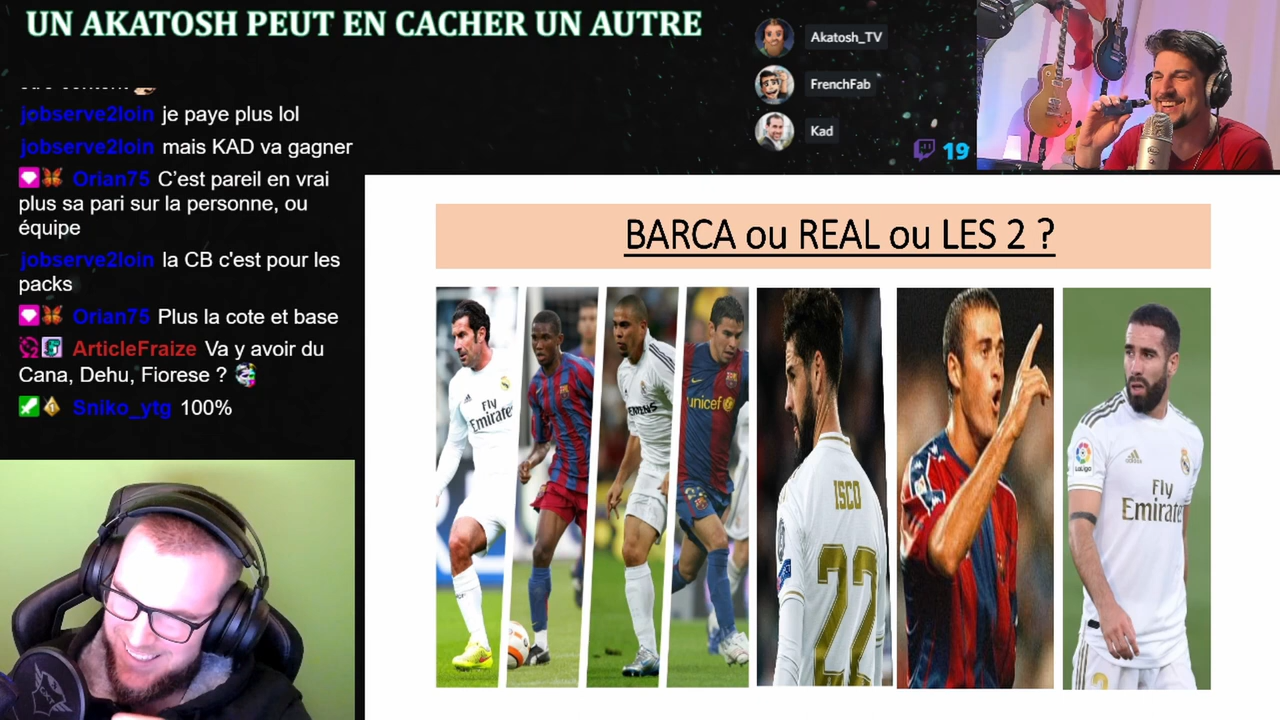 UN AKATOSH PEUT EN CACHER UN AUTRE
Akatosh_TV
FrenchFab
Kad
19
jobserve2loin je paye plus lol
jobserve2loin mais KAD va gagner
Orian75 C'est pareil en vrai
plus sa pari sur la personne, ou
équipe
jobserve2loin la CB c'est pour les
packs
Orian75 Plus la cote et base
ArticleFraize Va y avoir du
Cana, Dehu, Fiorese ?
Sniko_ytg 100%
BARCA ou REAL ou LES 2 ?
Fly
Emirate
unicef
ISCO
22
LaLiga
Fly
Emirate